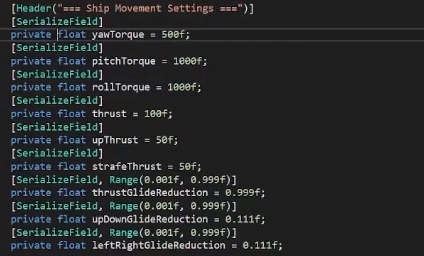 [Header("=== Ship Movement Settings ===")]
[SerializeField]
private float yawTorque = 500f;
[SerializeField]
private float pitchTorque = 1000f;
[SerializeField]
private float rollTorque = 1000f;
[SerializeField]
private float thrust = 100f;
[SerializeField]
private float upThrust = 50f;
[SerializeField]
private float strafeThrust = 50f;
[SerializeField, Range(0.001f, 0.999f)]
private float thrustGlideReduction = 0.999f;
[SerializeField, Range(0.001f, 0.999f)]
private float upDownGlideReduction = 0.111f;
[SerializeField, Range(0.001f, 0.999f)]
private float leftRightGlideReduction = 0.111f;